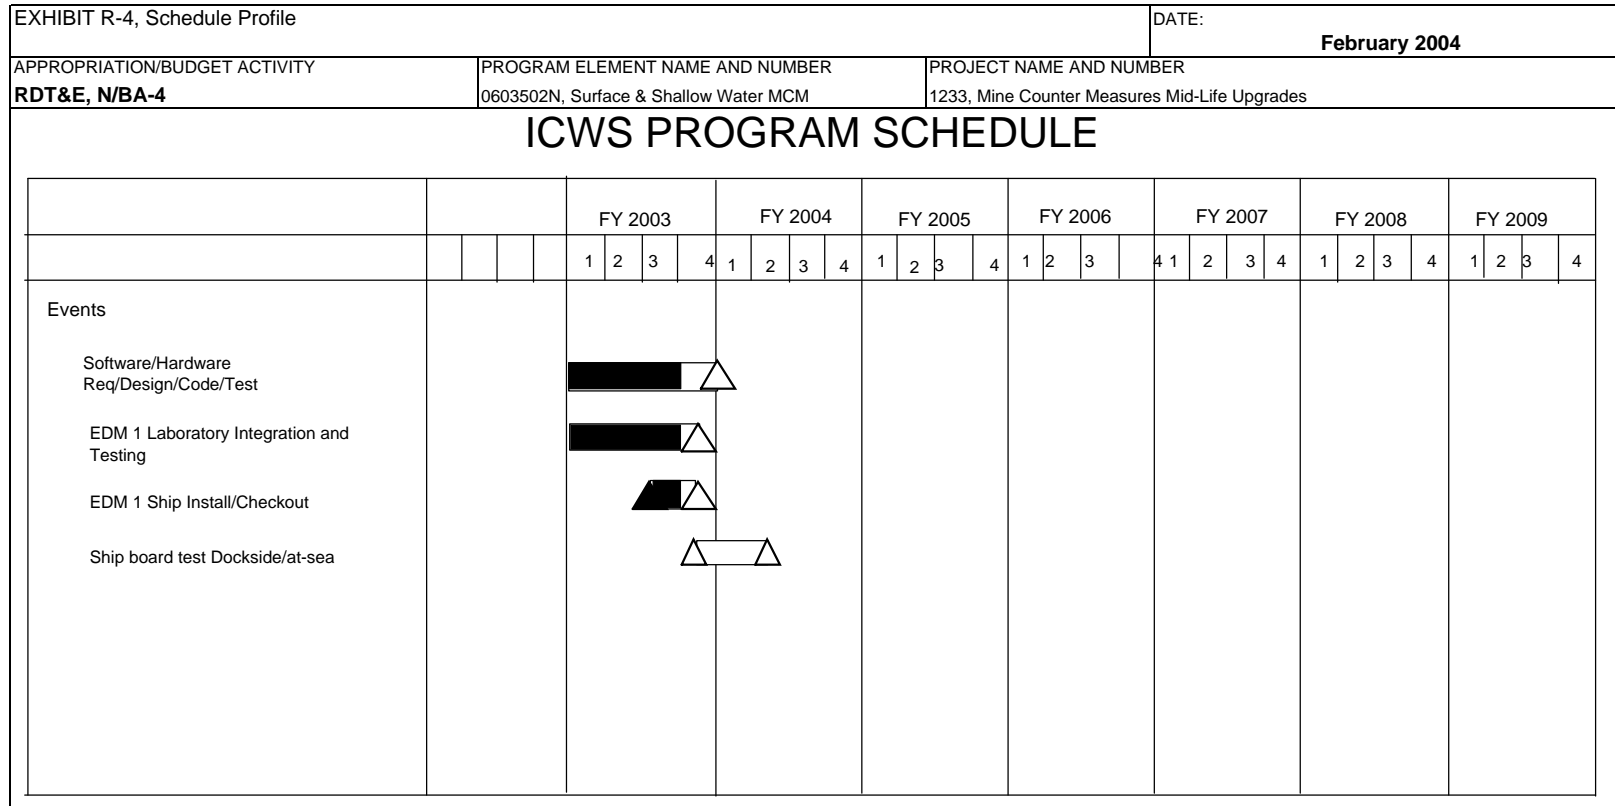 EXHIBIT R-4, Schedule Profile
DATE:
February 2004
APPROPRIATION/BUDGET ACTIVITY
PROGRAM ELEMENT NAME AND NUMBER
PROJECT NAME AND NUMBER
RDT&E, N/BA-4
0603502N, Surface & Shallow Water MCM
1233, Mine Counter Measures Mid-Life Upgrades
ICWS PROGRAM SCHEDULE
FY 2003 FY 2004 FY 2005 FY 2006 FY 2007 FY 2008 FY 2009
1 2 3 4 1 2 3 4 1 2 3 4 1 2 3 4 1 2 3 4 1 2 3 4 1 2 3 4
Events
Software/Hardware
Req/Design/Code/Test
EDM 1 Laboratory Integration and
Testing
EDM 1 Ship Install/Checkout
Ship board test Dockside/at-sea